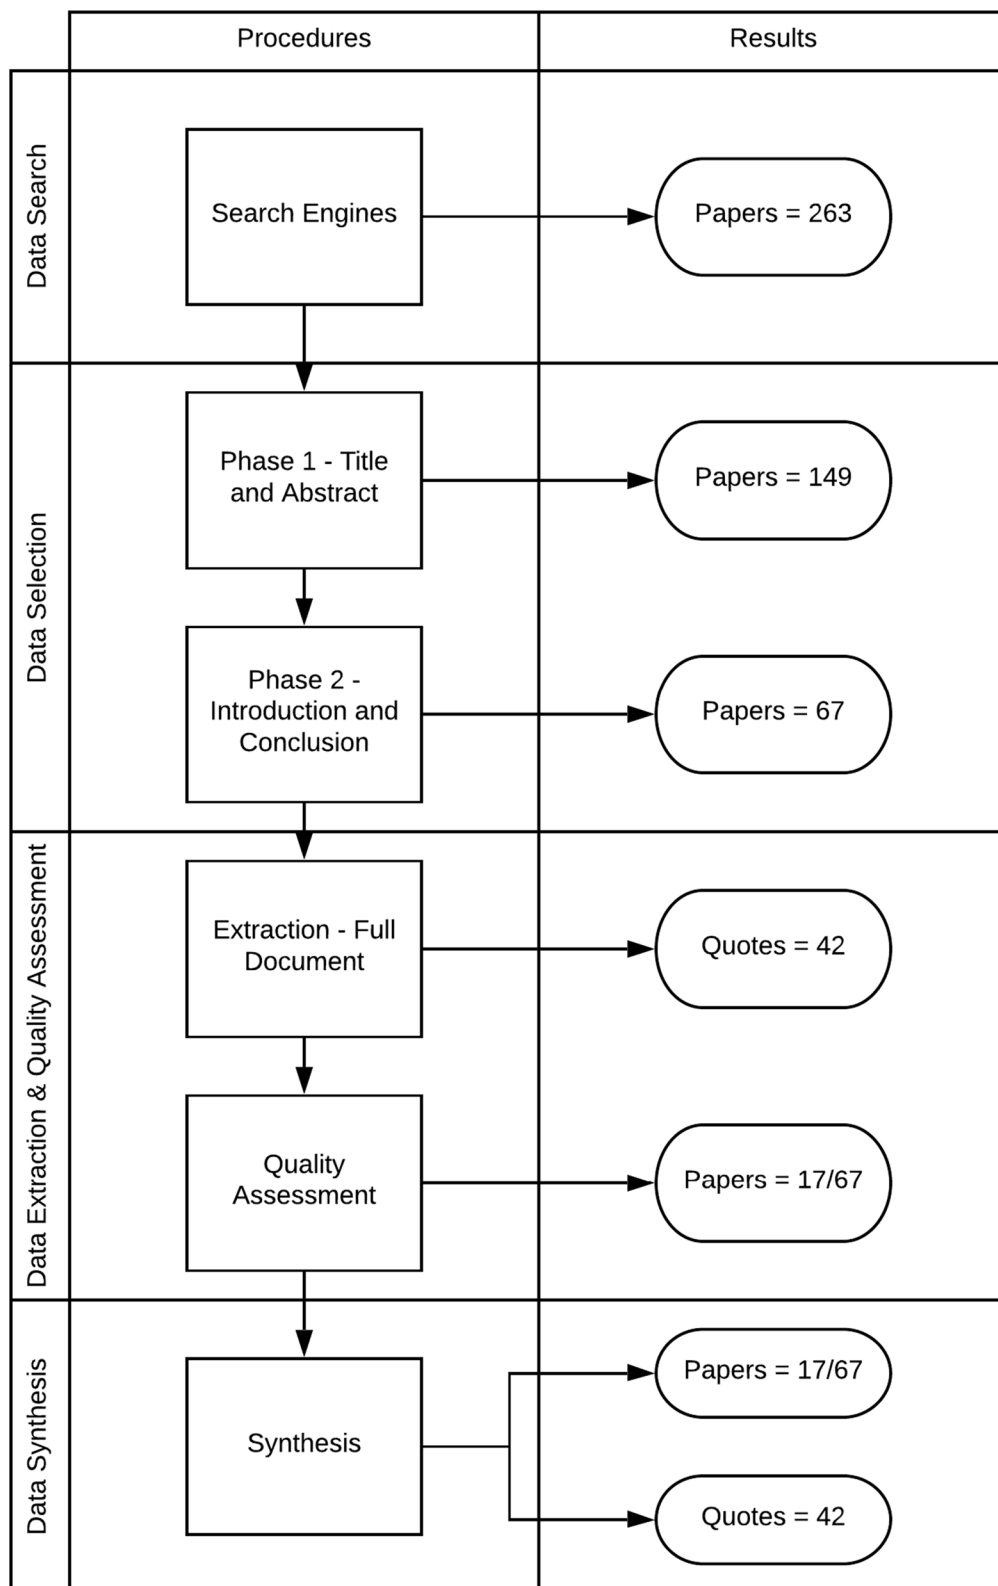 Procedures
Results
Data Search
Search Engines
Papers = 263
Data Selection
Phase 1 - Title
and Abstract
Papers = 149
Phase 2 -
Introduction and
Conclusion
Papers = 67
Data Extraction & Quality Assessment
Extraction - Full
Document
Quotes = 42
Quality
Assessment
Papers = 17/67
Data Synthesis
Synthesis
Papers = 17/67
Quotes = 42